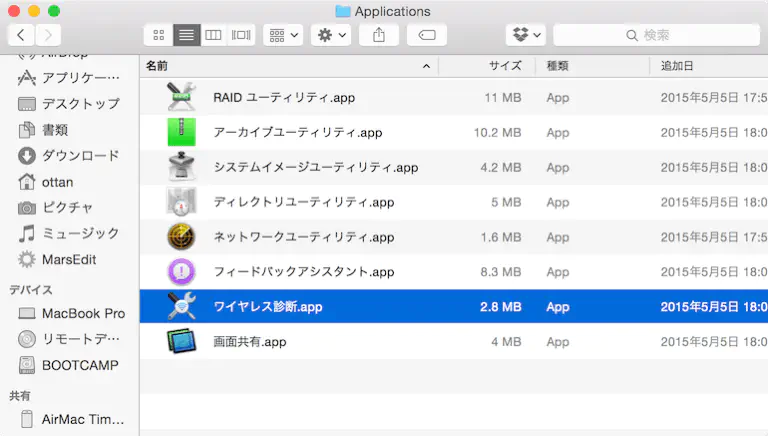 Applications
検索
名前 サイズ 種類 追加日
AirDrop
アプリケー…
デスクトップ
書類
ダウンロード
ottan
ピクチャ
ミュージック
MarsEdit
デバイス
MacBook Pro
リモートデ…
BOOTCAMP
共有
AirMac Tim…
RAID ユーティリティ.app 11 MB App 2015年5月5日 17:5
アーカイブユーティリティ.app 10.2 MB App 2015年5月5日 18:0
システムイメージユーティリティ.app 4.2 MB App 2015年5月5日 18:0
ディレクトリユーティリティ.app 5 MB App 2015年5月5日 18:0
ネットワークユーティリティ.app 1.6 MB App 2015年5月5日 17:5
フィードバックアシスタント.app 8.3 MB App 2015年5月5日 18:0
ワイヤレス診断.app 2.8 MB App 2015年5月5日 18:0
画面共有.app 4 MB App 2015年5月5日 18:0